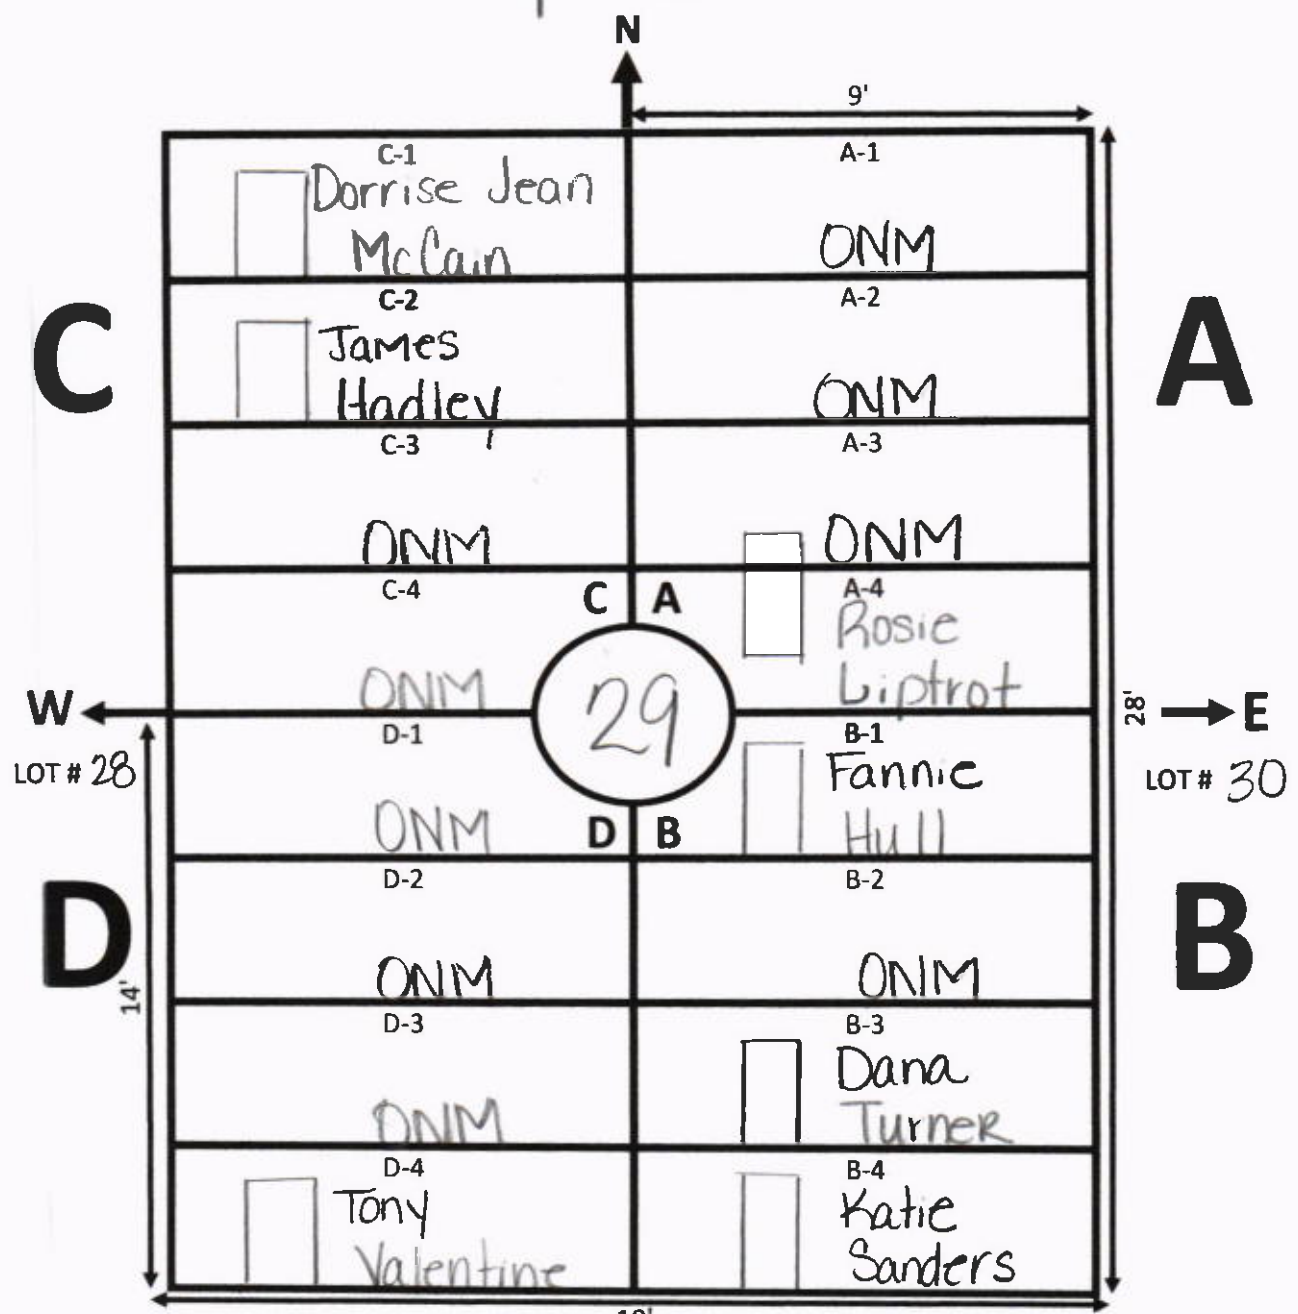 N
9'
C-1
Dorrise Jean
McCain
A-1
ONM
C-2
James
Hadley
A-2
ONM
C
A
C-3
ONM
A-3
ONM
C-4
ONM
C A
A-4
Rosie
Liptrot
W
29
28'
E
LOT # 28
LOT # 30
D-1
ONM
D B
B-1
Fannie
Hull
D-2
ONM
B-2
ONM
D
B
14'
D-3
ONM
B-3
Dana
Turner
D-4
Tony
Valentine
B-4
Katie
Sanders